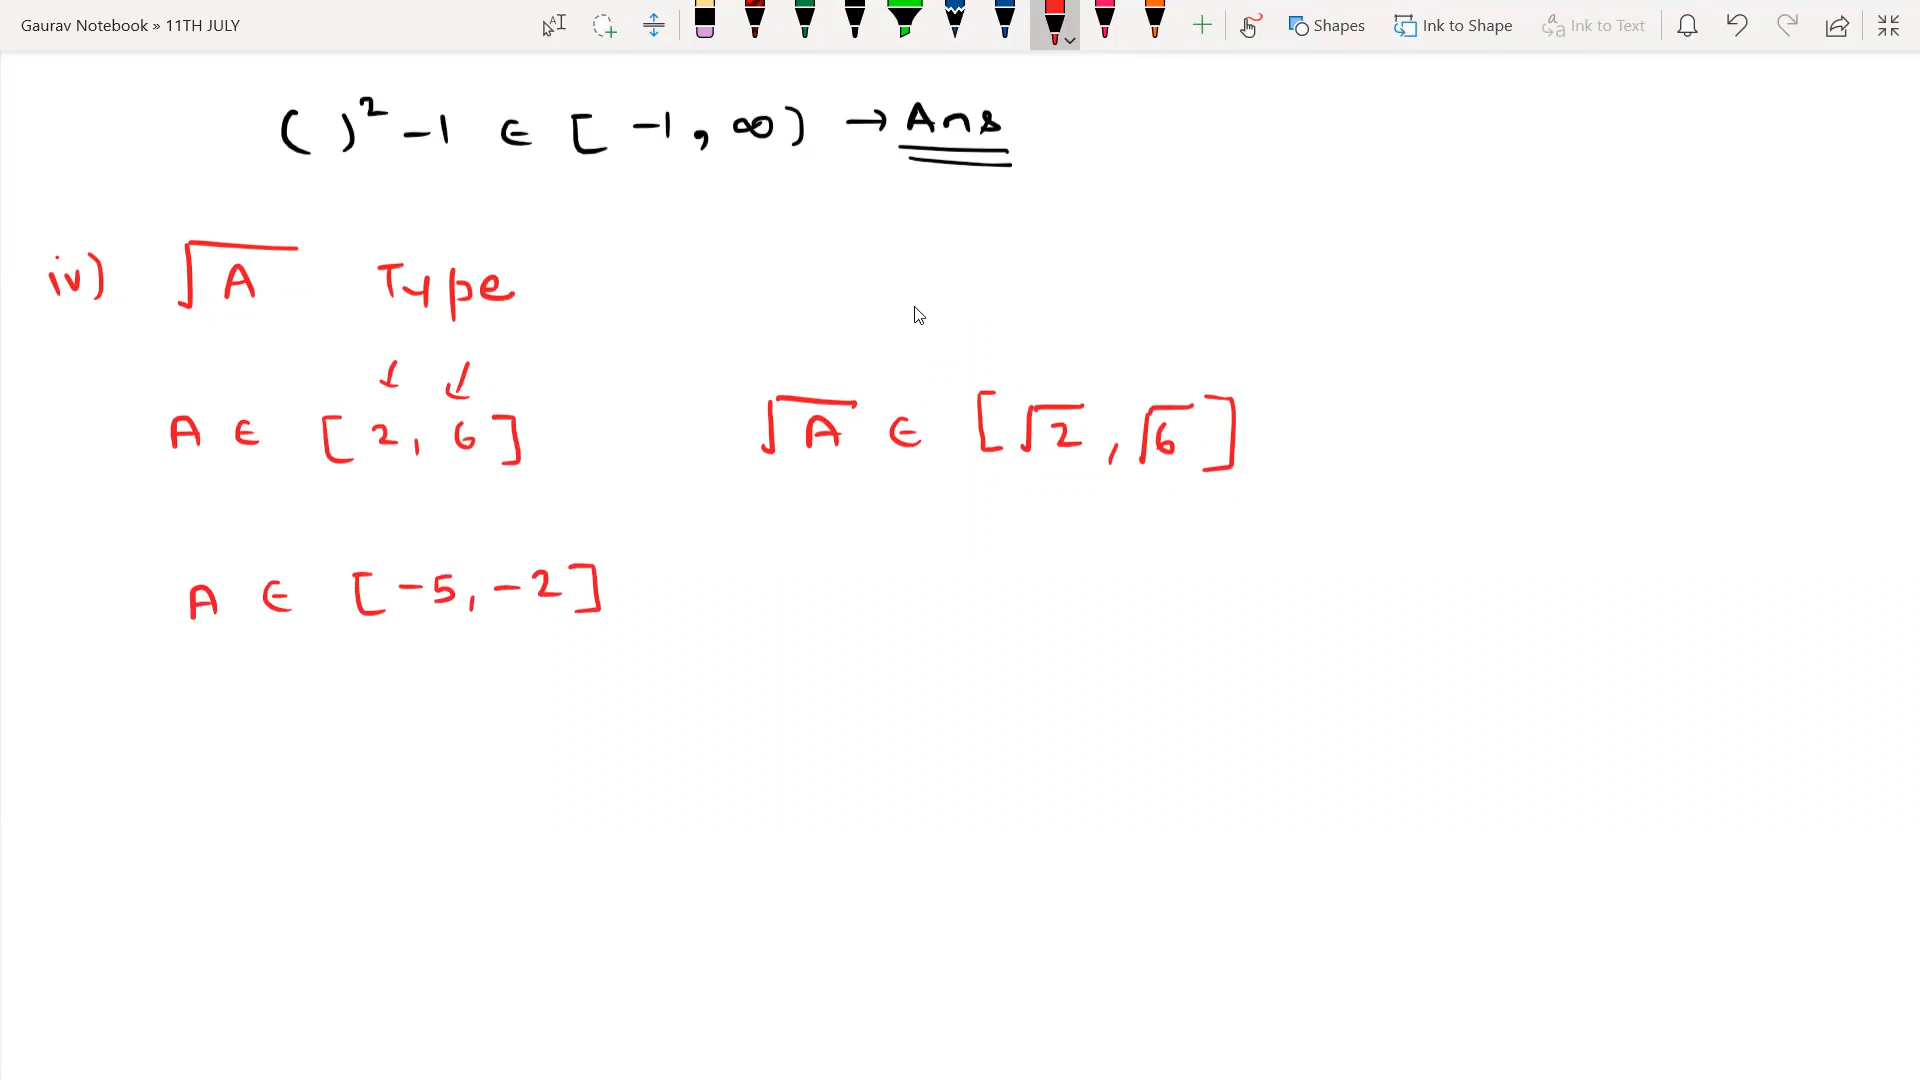 Gaurav Notebook » 11TH JULY
Shapes
Ink to Shape
Ink to Text
( )² -1 ∈ [ -1, ∞ ) → Ans
iv) √A Type
↓ ↓
A ∈ [ 2, 6 ] √A ∈ [ √2 , √6 ]
A ∈ [ -5, -2 ]